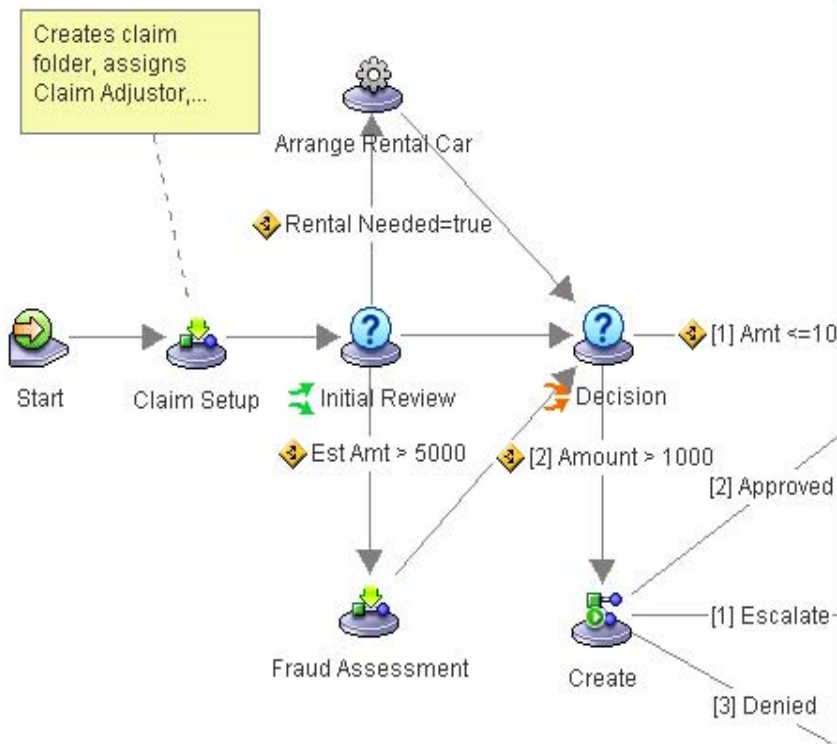 Creates claim
folder, assigns
Claim Adjustor,...
Arrange Rental Car
Rental Needed=true
[1] Amt <=10
Start
Claim Setup
Initial Review
Decision
Est Amt > 5000
[2] Amount > 1000
[2] Approved
[1] Escalate
Fraud Assessment
Create
[3] Denied